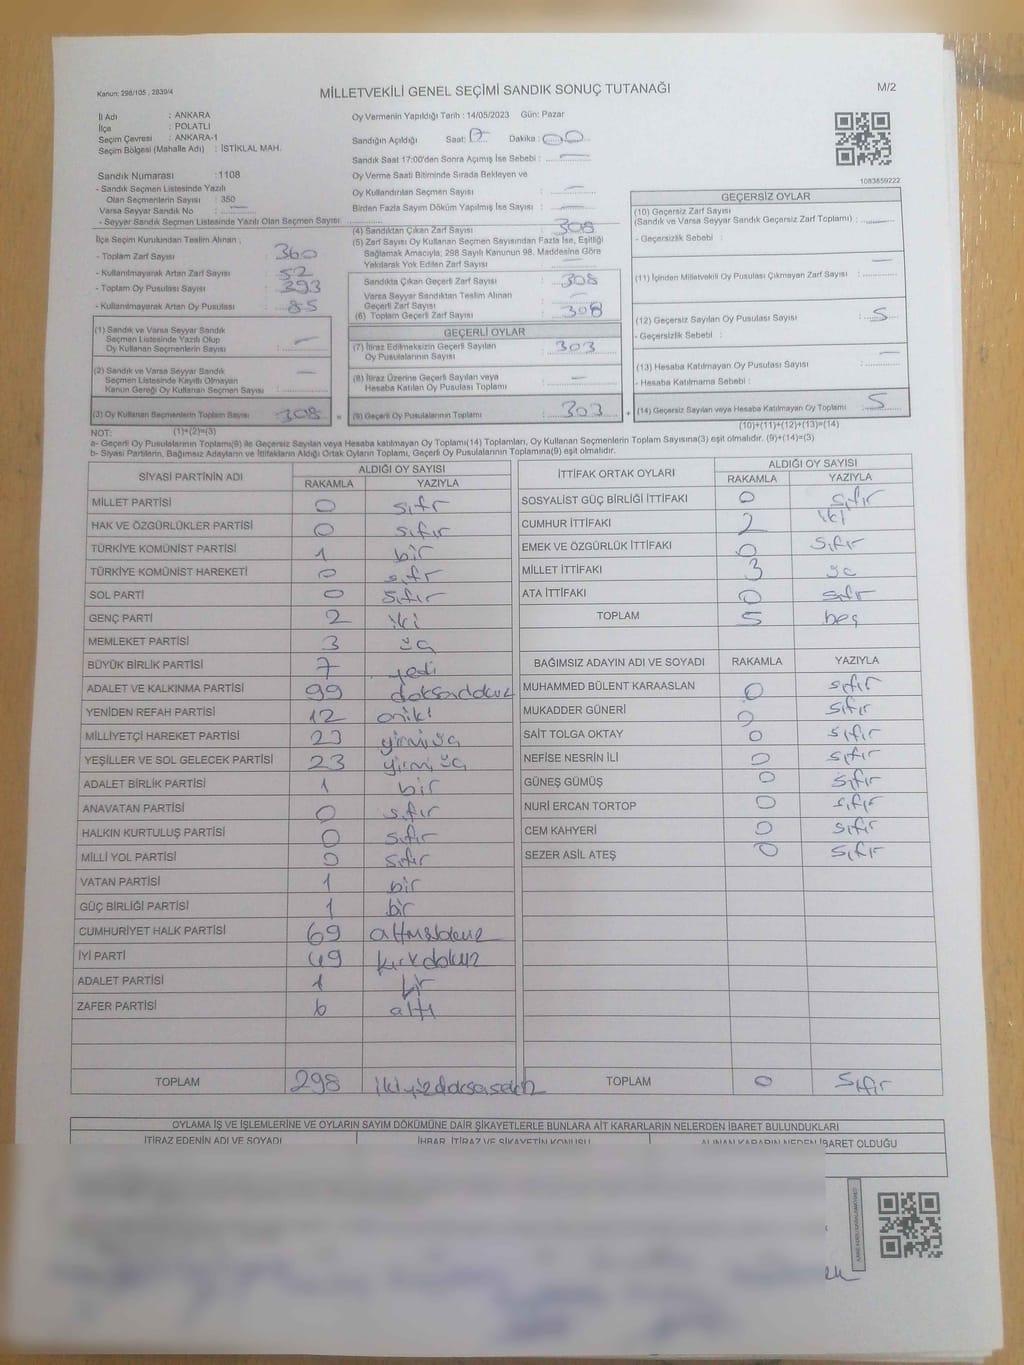 Kanun: 298/105 , 2839/4
MİLLETVEKİLİ GENEL SEÇİMİ SANDIK SONUÇ TUTANAĞI
M/2
İl Adı : ANKARA
İlçe : POLATLI
Seçim Çevresi : ANKARA-1
Seçim Bölgesi (Mahalle Adı) : İSTİKLAL MAH.
Sandık Numarası : 1108
- Sandık Seçmen Listesinde Yazılı
Olan Seçmenlerin Sayısı : 350
Varsa Seyyar Sandık No : —
- Seyyar Sandık Seçmen Listesinde Yazılı Olan Seçmen Sayısı :
İlçe Seçim Kurulundan Teslim Alınan ;
- Toplam Zarf Sayısı : 360
- Kullanılmayarak Artan Zarf Sayısı : 52
- Toplam Oy Pusulası Sayısı : 393
- Kullanılmayarak Artan Oy Pusulası : 85
(1) Sandık ve Varsa Seyyar Sandık
Seçmen Listesinde Yazılı Olup
Oy Kullanan Seçmenlerin Sayısı : —
(2) Sandık ve Varsa Seyyar Sandık
Seçmen Listesinde Kayıtlı Olmayan
Kanun Gereği Oy Kullanan Seçmen Sayısı : —
(3) Oy Kullanan Seçmenlerin Toplam Sayısı : 308 =
(1)+(2)=(3)
Oy Vermenin Yapıldığı Tarih : 14/05/2023 Gün: Pazar
Sandığın Açıldığı Saat: 17 Dakika : 00
Sandık Saat 17:00'den Sonra Açımış İse Sebebi : —
Oy Verme Saati Bitiminde Sırada Bekleyen ve
Oy Kullandırılan Seçmen Sayısı : —
Birden Fazla Sayım Döküm Yapılmış İse Sayısı : —
(4) Sandıktan Çıkan Zarf Sayısı : 308
(5) Zarf Sayısı Oy Kullanan Seçmen Sayısından Fazla İse, Eşitliği
Sağlamak Amacıyla; 298 Sayılı Kanunun 98. Maddesine Göre
Yakılarak Yok Edilen Zarf Sayısı : —
Sandıkta Çıkan Geçerli Zarf Sayısı : 308
Varsa Seyyar Sandıktan Teslim Alınan
Geçerli Zarf Sayısı : —
(6) Toplam Geçerli Zarf Sayısı : 308
GEÇERLİ OYLAR
(7) İtiraz Edilmeksizin Geçerli Sayılan
Oy Pusulalarının Sayısı : 303
(8) İtiraz Üzerine Geçerli Sayılan veya
Hesaba Katılan Oy Pusulası Toplamı : —
(9) Geçerli Oy Pusulalarının Toplamı : 303 +
1083659222
GEÇERSİZ OYLAR
(10) Geçersiz Zarf Sayısı
(Sandık ve Varsa Seyyar Sandık Geçersiz Zarf Toplamı) : —
- Geçersizlik Sebebi :
(11) İçinden Milletvekili Oy Pusulası Çıkmayan Zarf Sayısı : —
(12) Geçersiz Sayılan Oy Pusulası Sayısı : 5
- Geçersizlik Sebebi :
(13) Hesaba Katılmayan Oy Pusulası Sayısı : —
- Hesaba Katılmama Sebebi :
(14) Geçersiz Sayılan veya Hesaba Katılmayan Oy Toplamı : 5
(10)+(11)+(12)+(13)=(14)
NOT:
a- Geçerli Oy Pusulalarının Toplamı(9) ile Geçersiz Sayılan veya Hesaba katılmayan Oy Toplamı(14) Toplamları, Oy Kullanan Seçmenlerin Toplam Sayısına(3) eşit olmalıdır. (9)+(14)=(3)
b- Siyasi Partilerin, Bağımsız Adayların ve İttifakların Aldığı Ortak Oyların Toplamı, Geçerli Oy Pusulalarının Toplamına(9) eşit olmalıdır.
SİYASİ PARTİNİN ADI ALDIĞI OY SAYISI
RAKAMLA YAZIYLA
MİLLET PARTİSİ 0 sıfır
HAK VE ÖZGÜRLÜKLER PARTİSİ 0 sıfır
TÜRKİYE KOMÜNİST PARTİSİ 1 bir
TÜRKİYE KOMÜNİST HAREKETİ 0 sıfır
SOL PARTİ 0 sıfır
GENÇ PARTİ 2 iki
MEMLEKET PARTİSİ 3 üç
BÜYÜK BİRLİK PARTİSİ 7 yedi
ADALET VE KALKINMA PARTİSİ 99 doksandokuz
YENİDEN REFAH PARTİSİ 12 oniki
MİLLİYETÇİ HAREKET PARTİSİ 23 yirmiüç
YEŞİLLER VE SOL GELECEK PARTİSİ 23 yirmi üç
ADALET BİRLİK PARTİSİ 1 bir
ANAVATAN PARTİSİ 0 sıfır
HALKIN KURTULUŞ PARTİSİ 0 sıfır
MİLLİ YOL PARTİSİ 0 sıfır
VATAN PARTİSİ 1 bir
GÜÇ BİRLİĞİ PARTİSİ 1 bir
CUMHURİYET HALK PARTİSİ 69 altmışdokuz
İYİ PARTİ 49 kırkdokuz
ADALET PARTİSİ 1 bir
ZAFER PARTİSİ 6 altı
TOPLAM 298 ikiyüzdoksansekiz
İTTİFAK ORTAK OYLARI ALDIĞI OY SAYISI
RAKAMLA YAZIYLA
SOSYALİST GÜÇ BİRLİĞİ İTTİFAKI 0 sıfır
CUMHUR İTTİFAKI 2 iki
EMEK VE ÖZGÜRLÜK İTTİFAKI 0 sıfır
MİLLET İTTİFAKI 3 üç
ATA İTTİFAKI 0 sıfır
TOPLAM 5 beş
BAĞIMSIZ ADAYIN ADI VE SOYADI RAKAMLA YAZIYLA
MUHAMMED BÜLENT KARAASLAN 0 sıfır
MUKADDER GÜNERİ 0 sıfır
SAİT TOLGA OKTAY 0 sıfır
NEFİSE NESRİN İLİ 0 sıfır
GÜNEŞ GÜMÜŞ 0 sıfır
NURİ ERCAN TORTOP 0 sıfır
CEM KAHYERİ 0 sıfır
SEZER ASİL ATEŞ 0 sıfır
TOPLAM 0 sıfır
OYLAMA İŞ VE İŞLEMLERİNE VE OYLARIN SAYIM DÖKÜMÜNE DAİR ŞİKAYETLERLE BUNLARA AİT KARARLARIN NELERDEN İBARET BULUNDUKLARI
İTİRAZ EDENİN ADI VE SOYADI İHBAR, İTİRAZ VE ŞİKAYETİN KONUSU ALINAN KARARIN NEDEN İBARET OLDUĞU